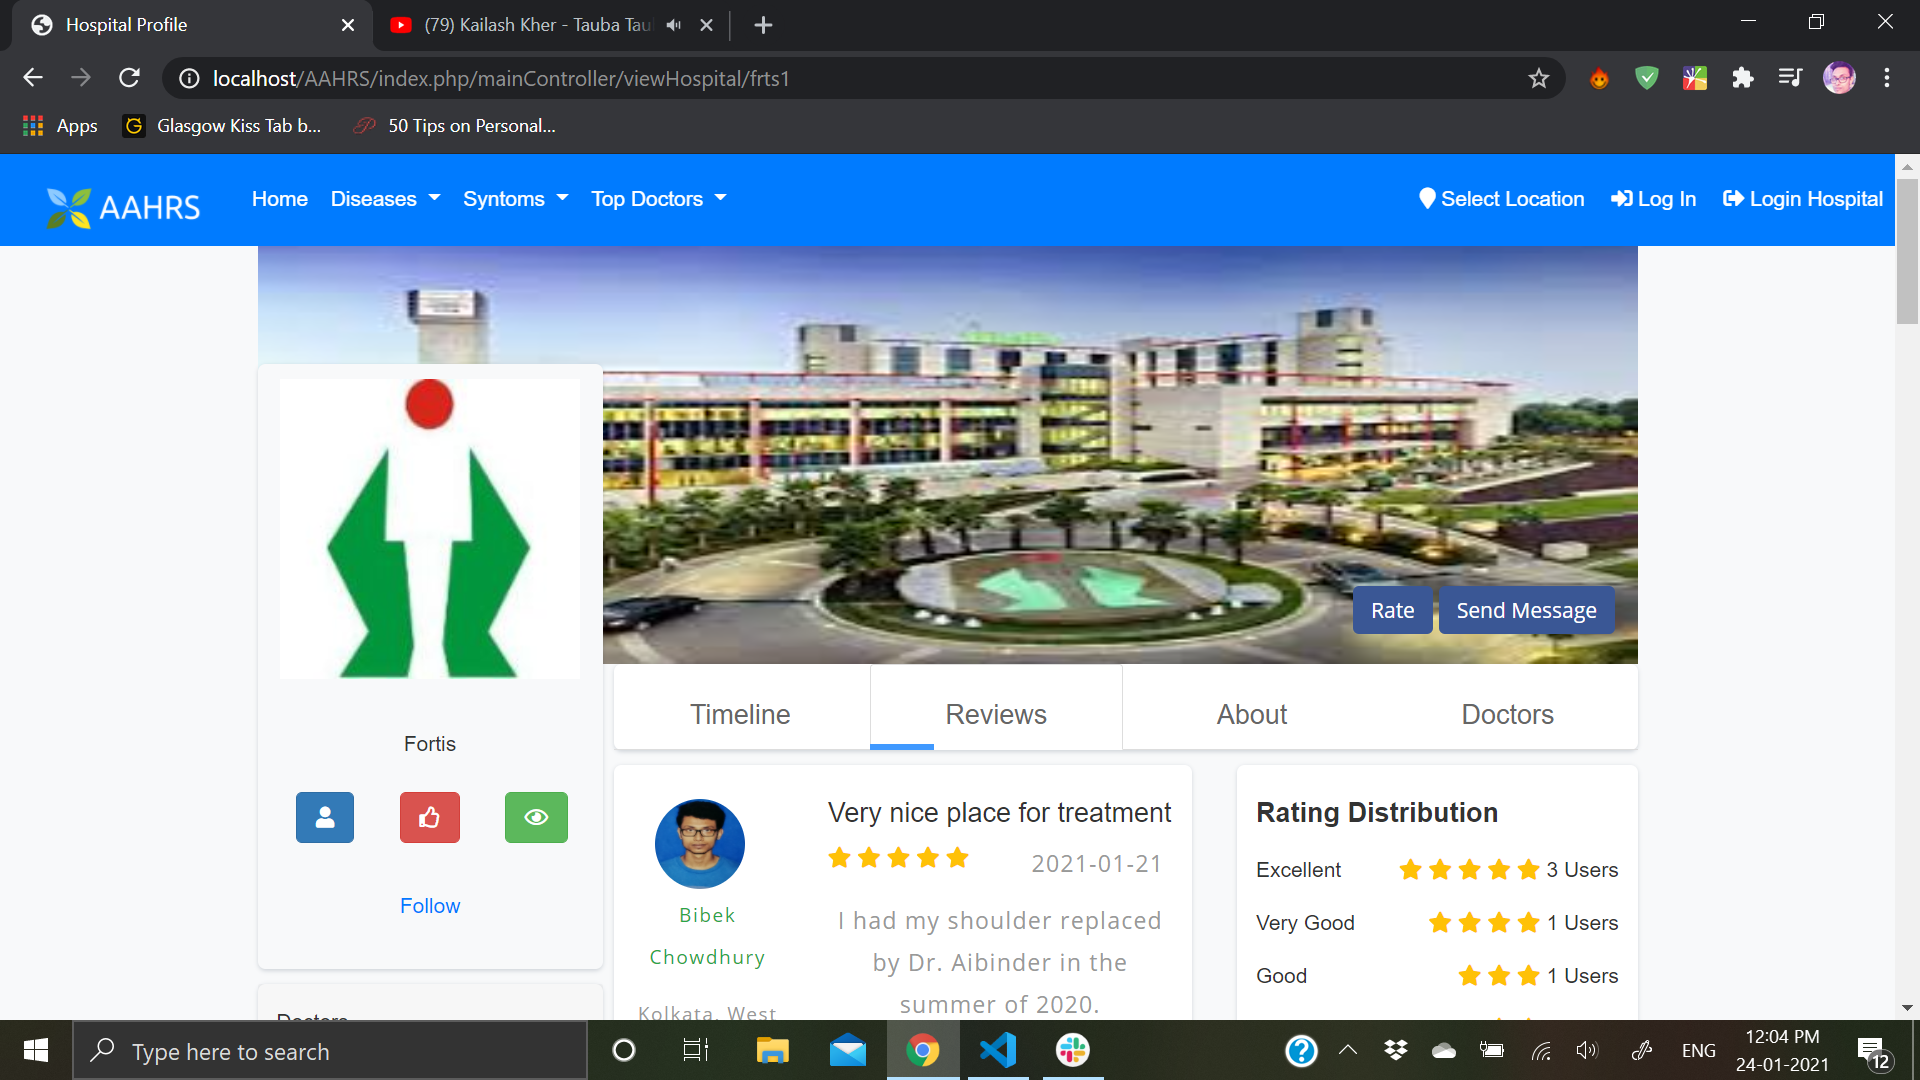 Hospital Profile
(79) Kailash Kher - Tauba Tau
localhost/AAHRS/index.php/mainController/viewHospital/frts1
Apps
Glasgow Kiss Tab b...
50 Tips on Personal...
AAHRS
Home
Diseases
Syntoms
Top Doctors
Select Location
Log In
Login Hospital
Rate
Send Message
Timeline
Reviews
About
Doctors
Fortis
Follow
Doctors
Very nice place for treatment
2021-01-21
Bibek
Chowdhury
Kolkata, West
I had my shoulder replaced
by Dr. Aibinder in the
summer of 2020.
Rating Distribution
Excellent
3 Users
Very Good
1 Users
Good
1 Users
Type here to search
ENG
12:04 PM
24-01-2021
12